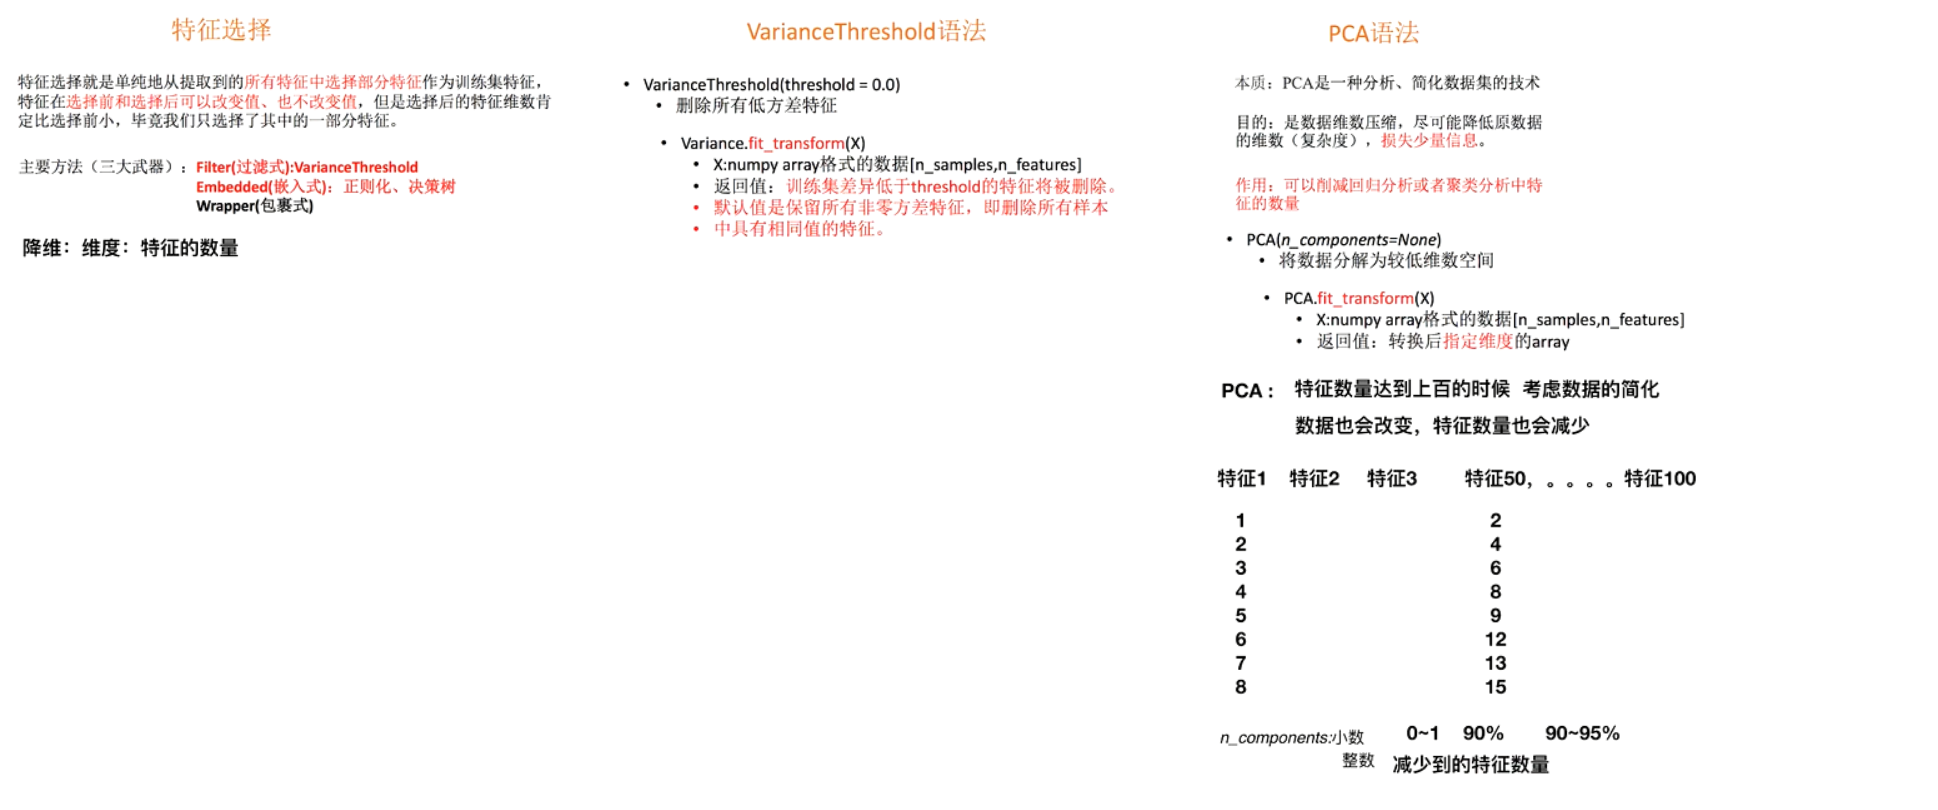 特征选择
特征选择就是单纯地从提取到的所有特征中选择部分特征作为训练集特征，
特征在选择前和选择后可以改变值、也不改变值，但是选择后的特征维数肯
定比选择前小，毕竟我们只选择了其中的一部分特征。
主要方法（三大武器）：Filter(过滤式):VarianceThreshold
Embedded(嵌入式)：正则化、决策树
Wrapper(包裹式)
降维：维度：特征的数量
VarianceThreshold语法
• VarianceThreshold(threshold = 0.0)
• 删除所有低方差特征
• Variance.fit_transform(X)
• X:numpy array格式的数据[n_samples,n_features]
• 返回值：训练集差异低于threshold的特征将被删除。
• 默认值是保留所有非零方差特征，即删除所有样本
• 中具有相同值的特征。
PCA语法
本质：PCA是一种分析、简化数据集的技术
目的：是数据维数压缩，尽可能降低原数据
的维数（复杂度），损失少量信息。
作用：可以削减回归分析或者聚类分析中特
征的数量
• PCA(n_components=None)
• 将数据分解为较低维数空间
• PCA.fit_transform(X)
• X:numpy array格式的数据[n_samples,n_features]
• 返回值：转换后指定维度的array
PCA： 特征数量达到上百的时候 考虑数据的简化
数据也会改变，特征数量也会减少
特征1 特征2 特征3 特征50，。。。。特征100
1 2
2 4
3 6
4 8
5 9
6 12
7 13
8 15
n_components:小数 0~1 90% 90~95%
整数 减少到的特征数量